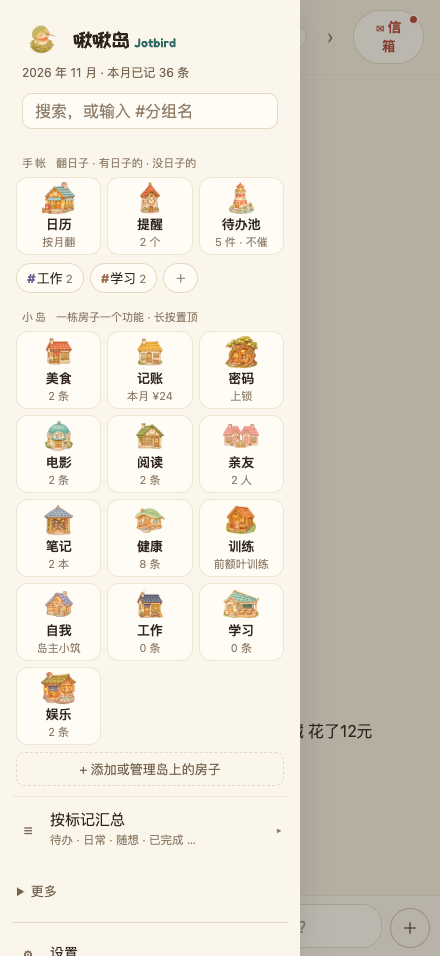 啾啾岛 Jotbird
2026 年 11 月 · 本月已记 36 条
搜索，或输入 #分组名
手帐 翻日子 · 有日子的 · 没日子的
日历 提醒 待办池
按月翻 2 个 5 件 · 不催
#工作 2 #学习 2 +
小岛 一栋房子一个功能 · 长按置顶
美食 记账 密码
2 条 本月 ¥24 上锁
电影 阅读 亲友
2 条 2 条 2 人
笔记 健康 训练
2 本 8 条 前额叶训练
自我 工作 学习
岛主小筑 0 条 0 条
娱乐
2 条
+ 添加或管理岛上的房子
按标记汇总
待办 · 日常 · 随想 · 已完成 ...
更多
设置
信箱
花了12元
?
+